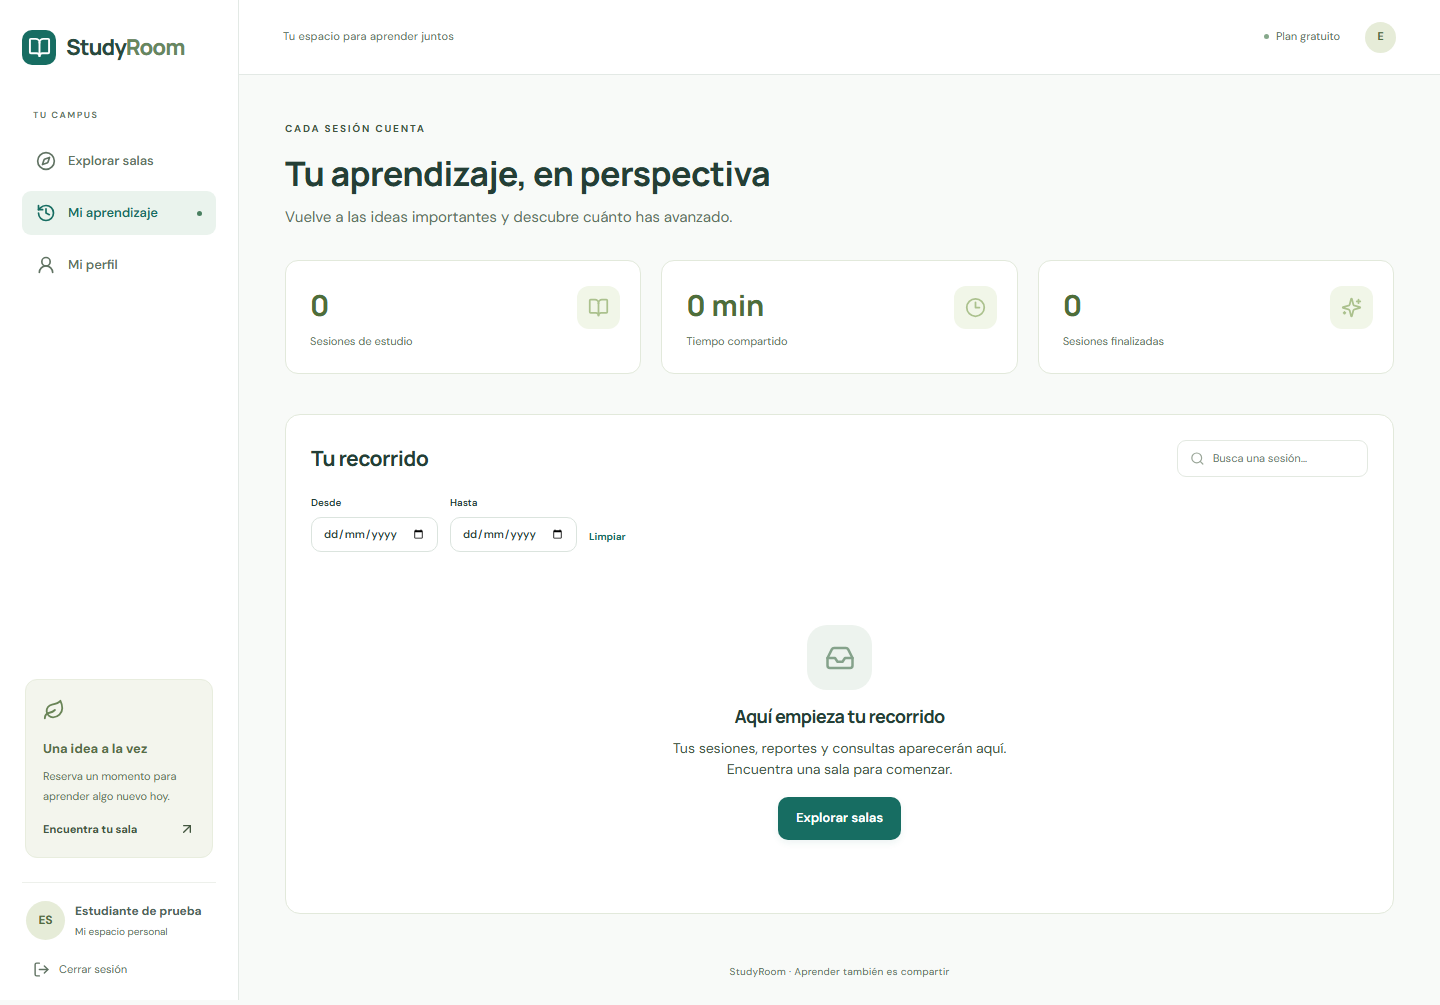 StudyRoom
TU CAMPUS
Explorar salas
Mi aprendizaje
Mi perfil
Una idea a la vez
Reserva un momento para
aprender algo nuevo hoy.
Encuentra tu sala
ES
Estudiante de prueba
Mi espacio personal
Cerrar sesión
Tu espacio para aprender juntos
Plan gratuito
E
CADA SESIÓN CUENTA
Tu aprendizaje, en perspectiva
Vuelve a las ideas importantes y descubre cuánto has avanzado.
0
Sesiones de estudio
0 min
Tiempo compartido
0
Sesiones finalizadas
Tu recorrido
Busca una sesión...
Desde
Hasta
dd/mm/yyyy
dd/mm/yyyy
Limpiar
Aquí empieza tu recorrido
Tus sesiones, reportes y consultas aparecerán aquí.
Encuentra una sala para comenzar.
Explorar salas
StudyRoom · Aprender también es compartir